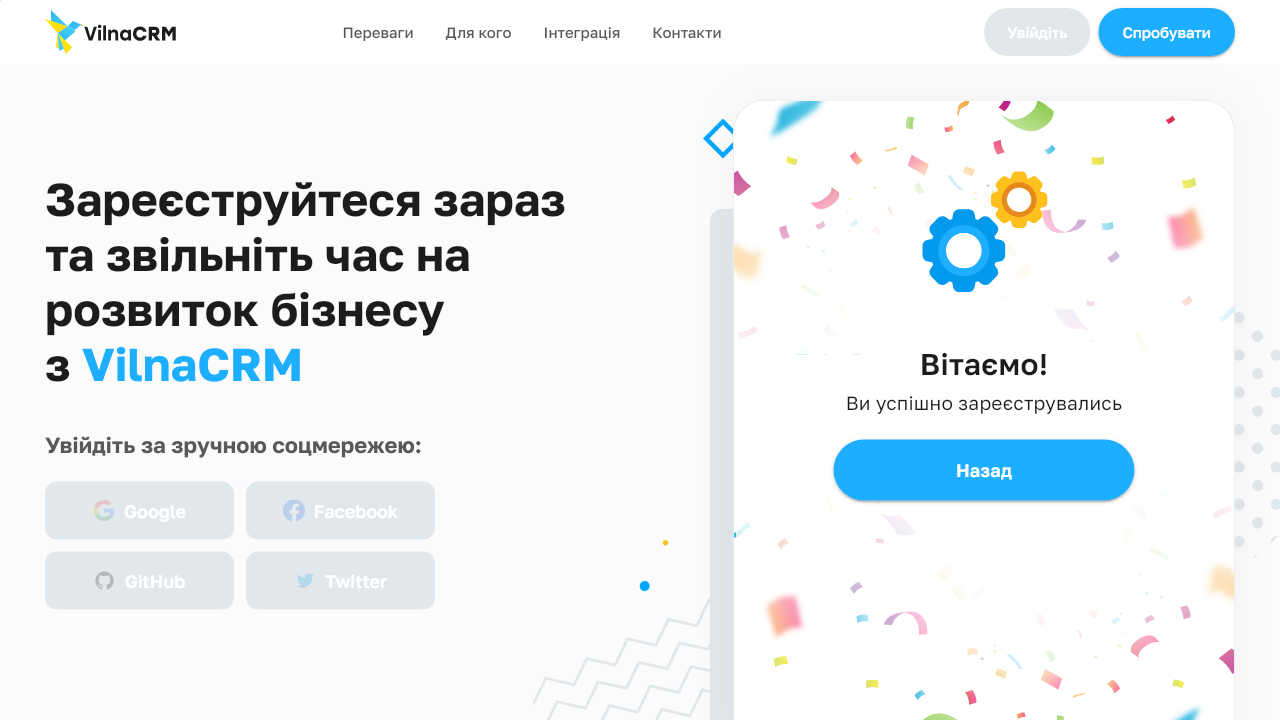 VilnaCRM
Переваги
Для кого
Інтеграція
Контакти
Увійдіть
Спробувати
Зареєструйтеся зараз
та звільніть час на
розвиток бізнесу
з VilnaCRM
Увійдіть за зручною соцмережею:
Google
Facebook
GitHub
Twitter
Вітаємо!
Ви успішно зареєструвались
Назад